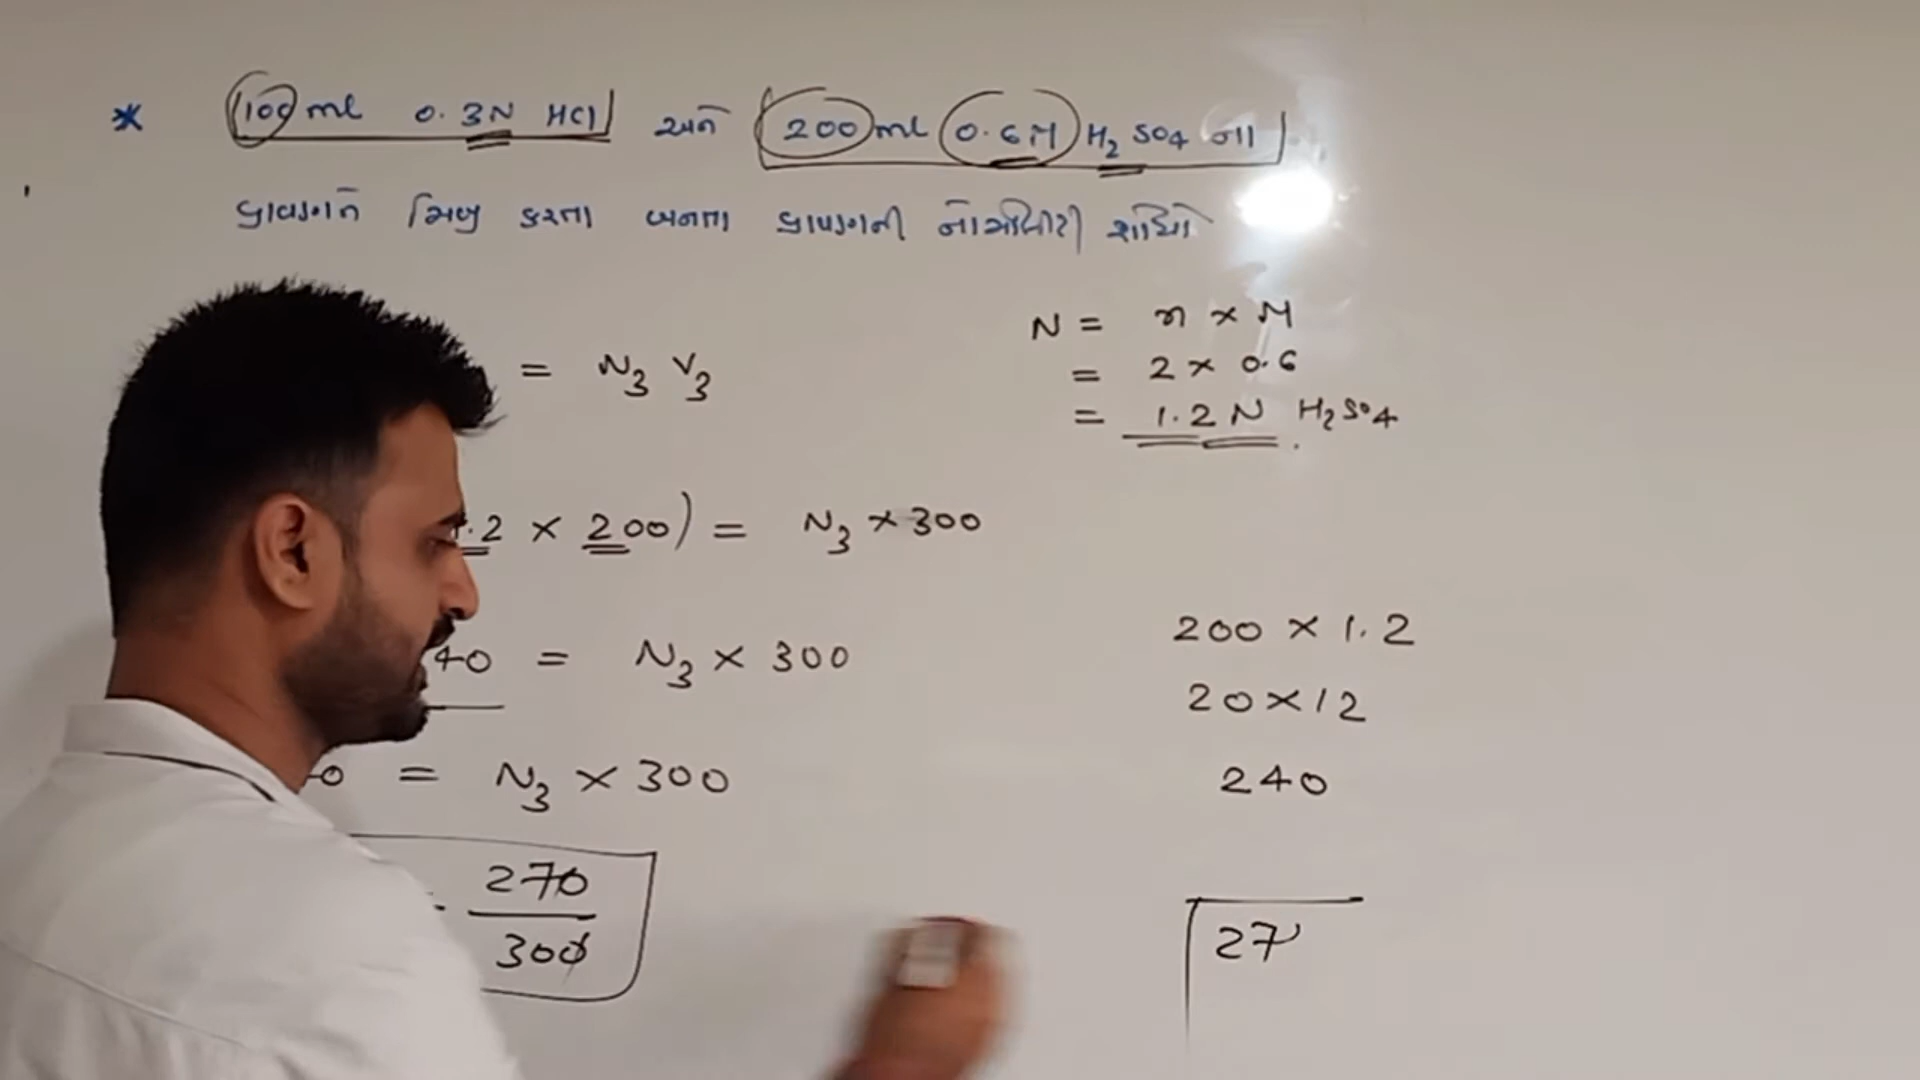 * 100 ml 0.3N HCl અને 200 ml 0.6M H₂SO₄ ના
દ્રાવણને મિશ્ર કરતા બનતા દ્રાવણની નોર્માલિટી શોધો
= N₃ V₃
N = n × M
= 2 × 0.6
= 1.2 N H₂SO₄
.2 × 200) = N₃ × 300
40 = N₃ × 300
0 = N₃ × 300
270
300
200 × 1.2
20 × 12
240
27